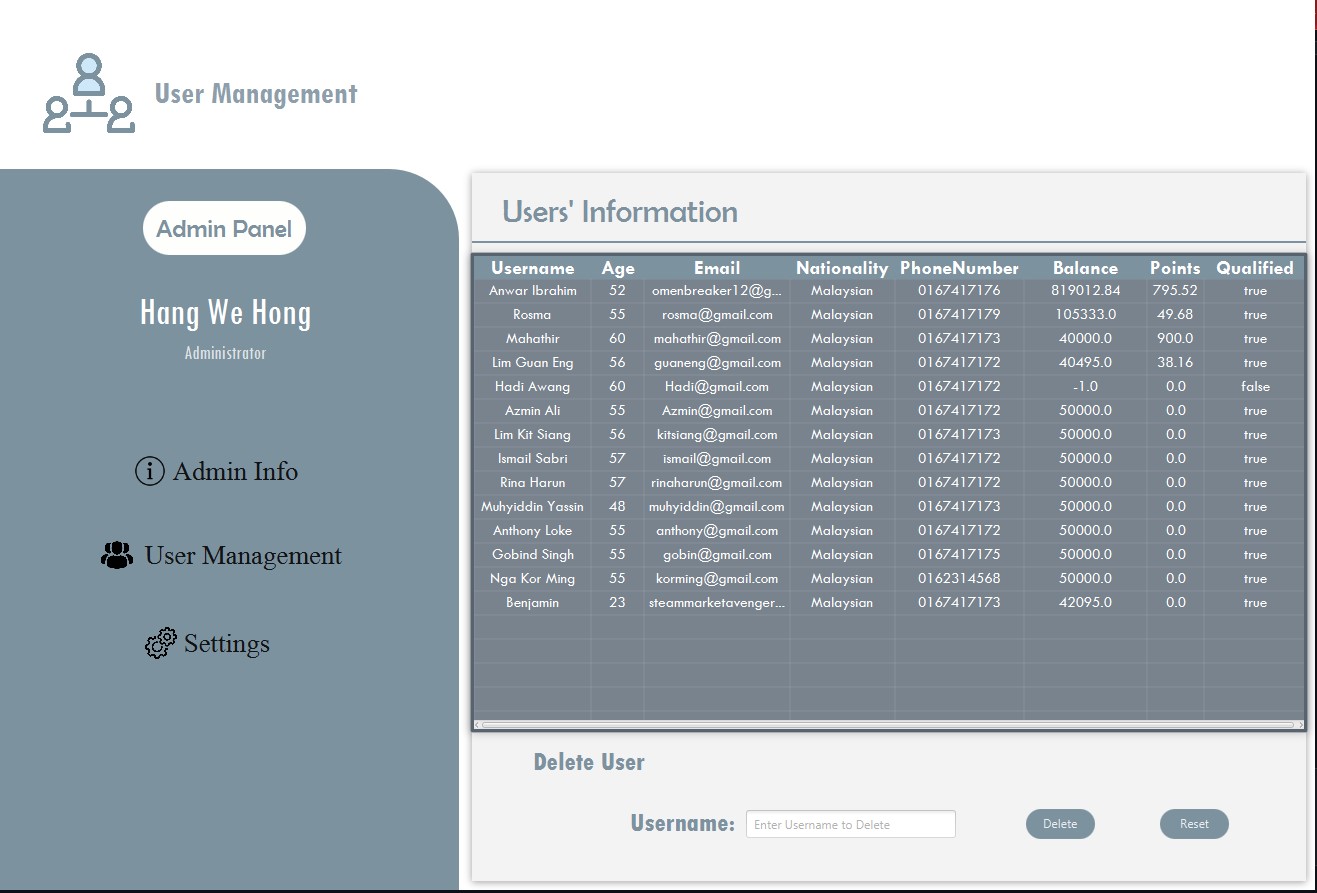 User Management
Admin Panel
Hang We Hong
Administrator
Admin Info
User Management
Settings
Users' Information
Username Age Email Nationality PhoneNumber Balance Points Qualified
Anwar Ibrahim 52 omenbreaker12@g... Malaysian 0167417176 819012.84 795.52 true
Rosma 55 rosma@gmail.com Malaysian 0167417179 105333.0 49.68 true
Mahathir 60 mahathir@gmail.com Malaysian 0167417173 40000.0 900.0 true
Lim Guan Eng 56 guaneng@gmail.com Malaysian 0167417172 40495.0 38.16 true
Hadi Awang 60 Hadi@gmail.com Malaysian 0167417172 -1.0 0.0 false
Azmin Ali 55 Azmin@gmail.com Malaysian 0167417172 50000.0 0.0 true
Lim Kit Siang 56 kitsiang@gmail.com Malaysian 0167417173 50000.0 0.0 true
Ismail Sabri 57 ismail@gmail.com Malaysian 0167417172 50000.0 0.0 true
Rina Harun 57 rinaharun@gmail.com Malaysian 0167417172 50000.0 0.0 true
Muhyiddin Yassin 48 muhyiddin@gmail.com Malaysian 0167417173 50000.0 0.0 true
Anthony Loke 55 anthony@gmail.com Malaysian 0167417172 50000.0 0.0 true
Gobind Singh 55 gobin@gmail.com Malaysian 0167417175 50000.0 0.0 true
Nga Kor Ming 55 korming@gmail.com Malaysian 0162314568 50000.0 0.0 true
Benjamin 23 steammarketavenger... Malaysian 0167417173 42095.0 0.0 true
Delete User
Username: Enter Username to Delete Delete Reset